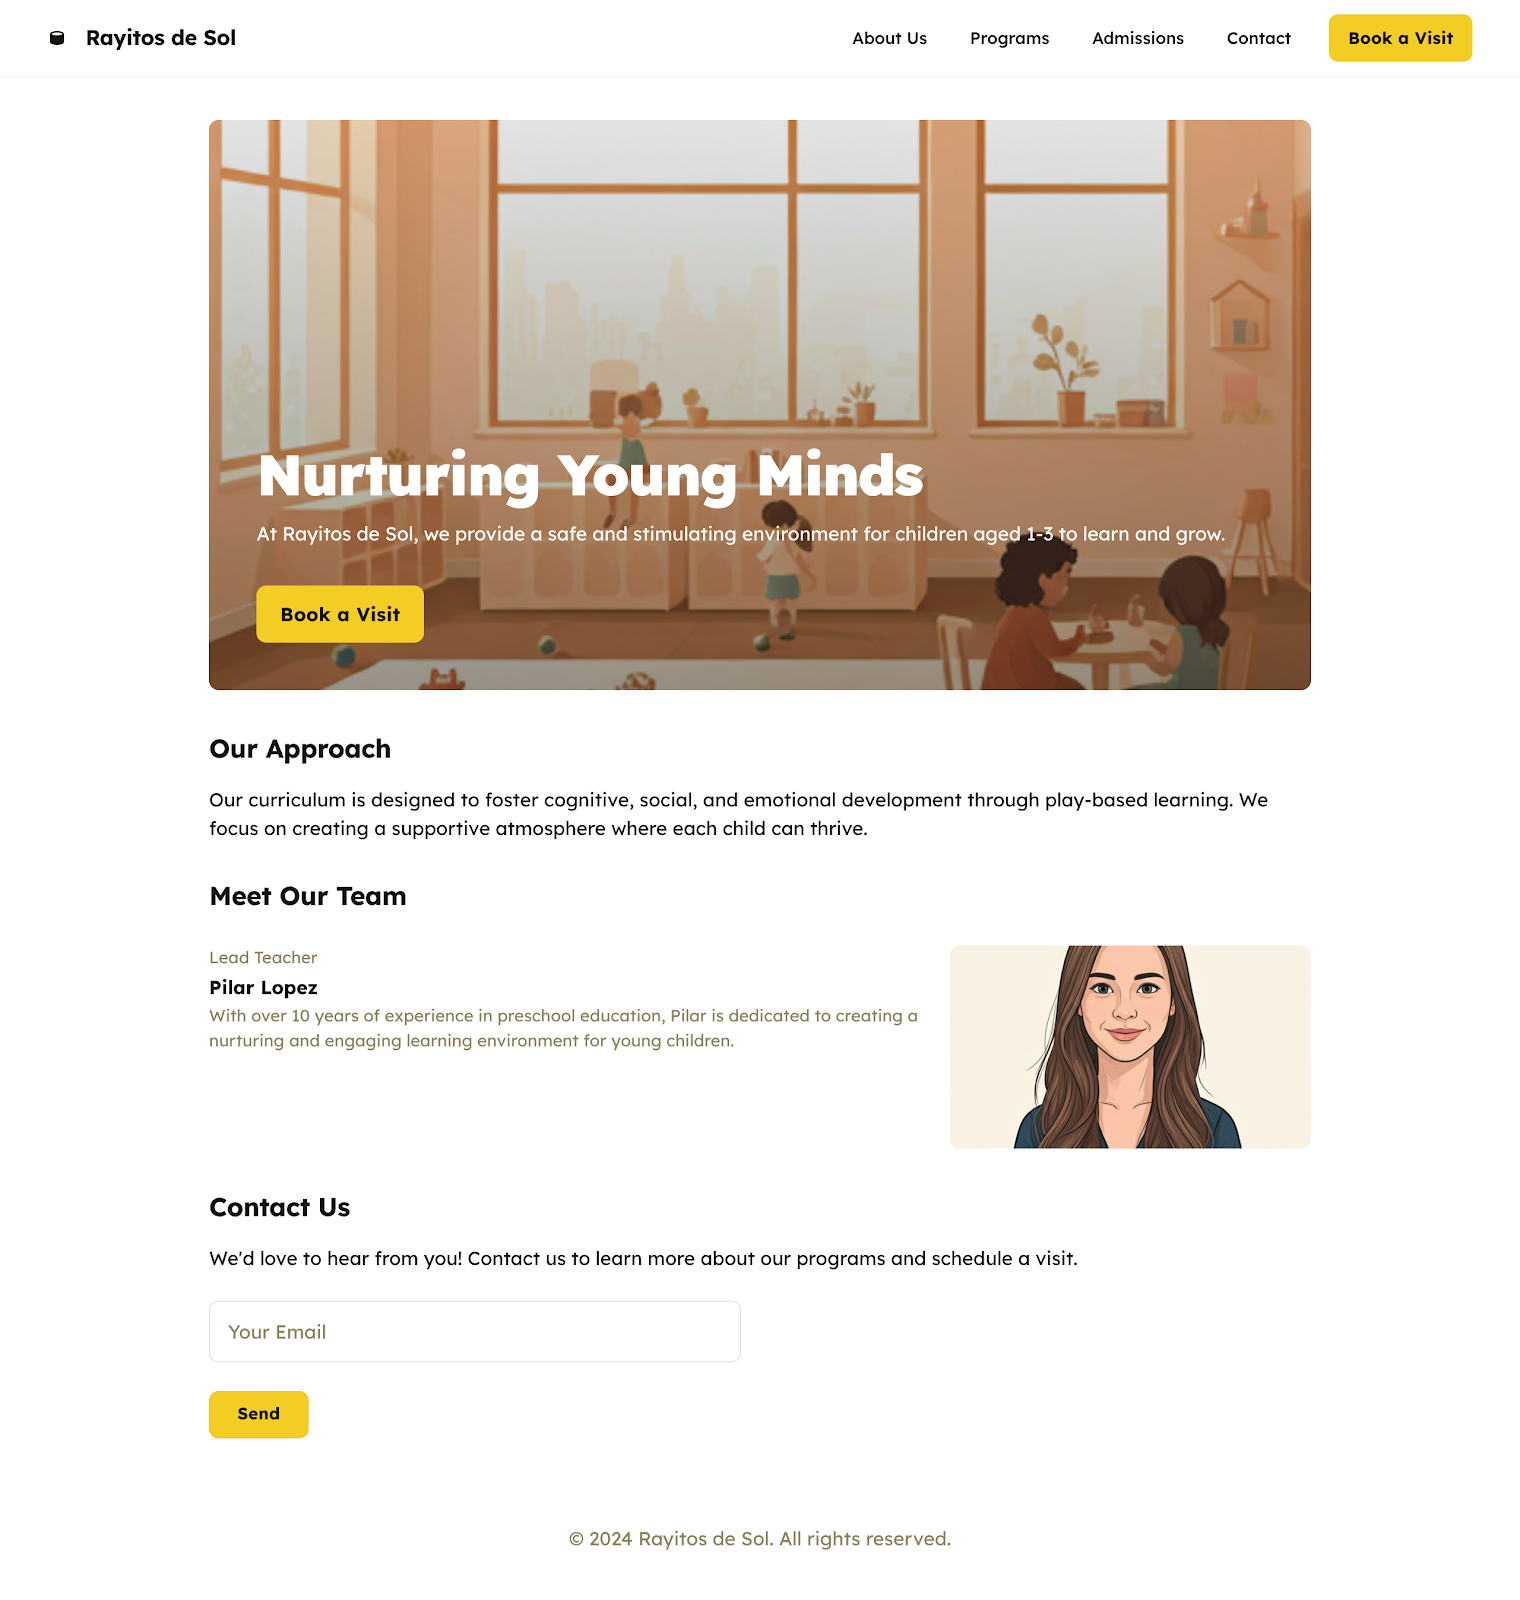 Rayitos de Sol
About Us
Programs
Admissions
Contact
Book a Visit
Nurturing Young Minds
At Rayitos de Sol, we provide a safe and stimulating environment for children aged 1-3 to learn and grow.
Book a Visit
Our Approach
Our curriculum is designed to foster cognitive, social, and emotional development through play-based learning. We
focus on creating a supportive atmosphere where each child can thrive.
Meet Our Team
Lead Teacher
Pilar Lopez
With over 10 years of experience in preschool education, Pilar is dedicated to creating a
nurturing and engaging learning environment for young children.
Contact Us
We'd love to hear from you! Contact us to learn more about our programs and schedule a visit.
Your Email
Send
© 2024 Rayitos de Sol. All rights reserved.